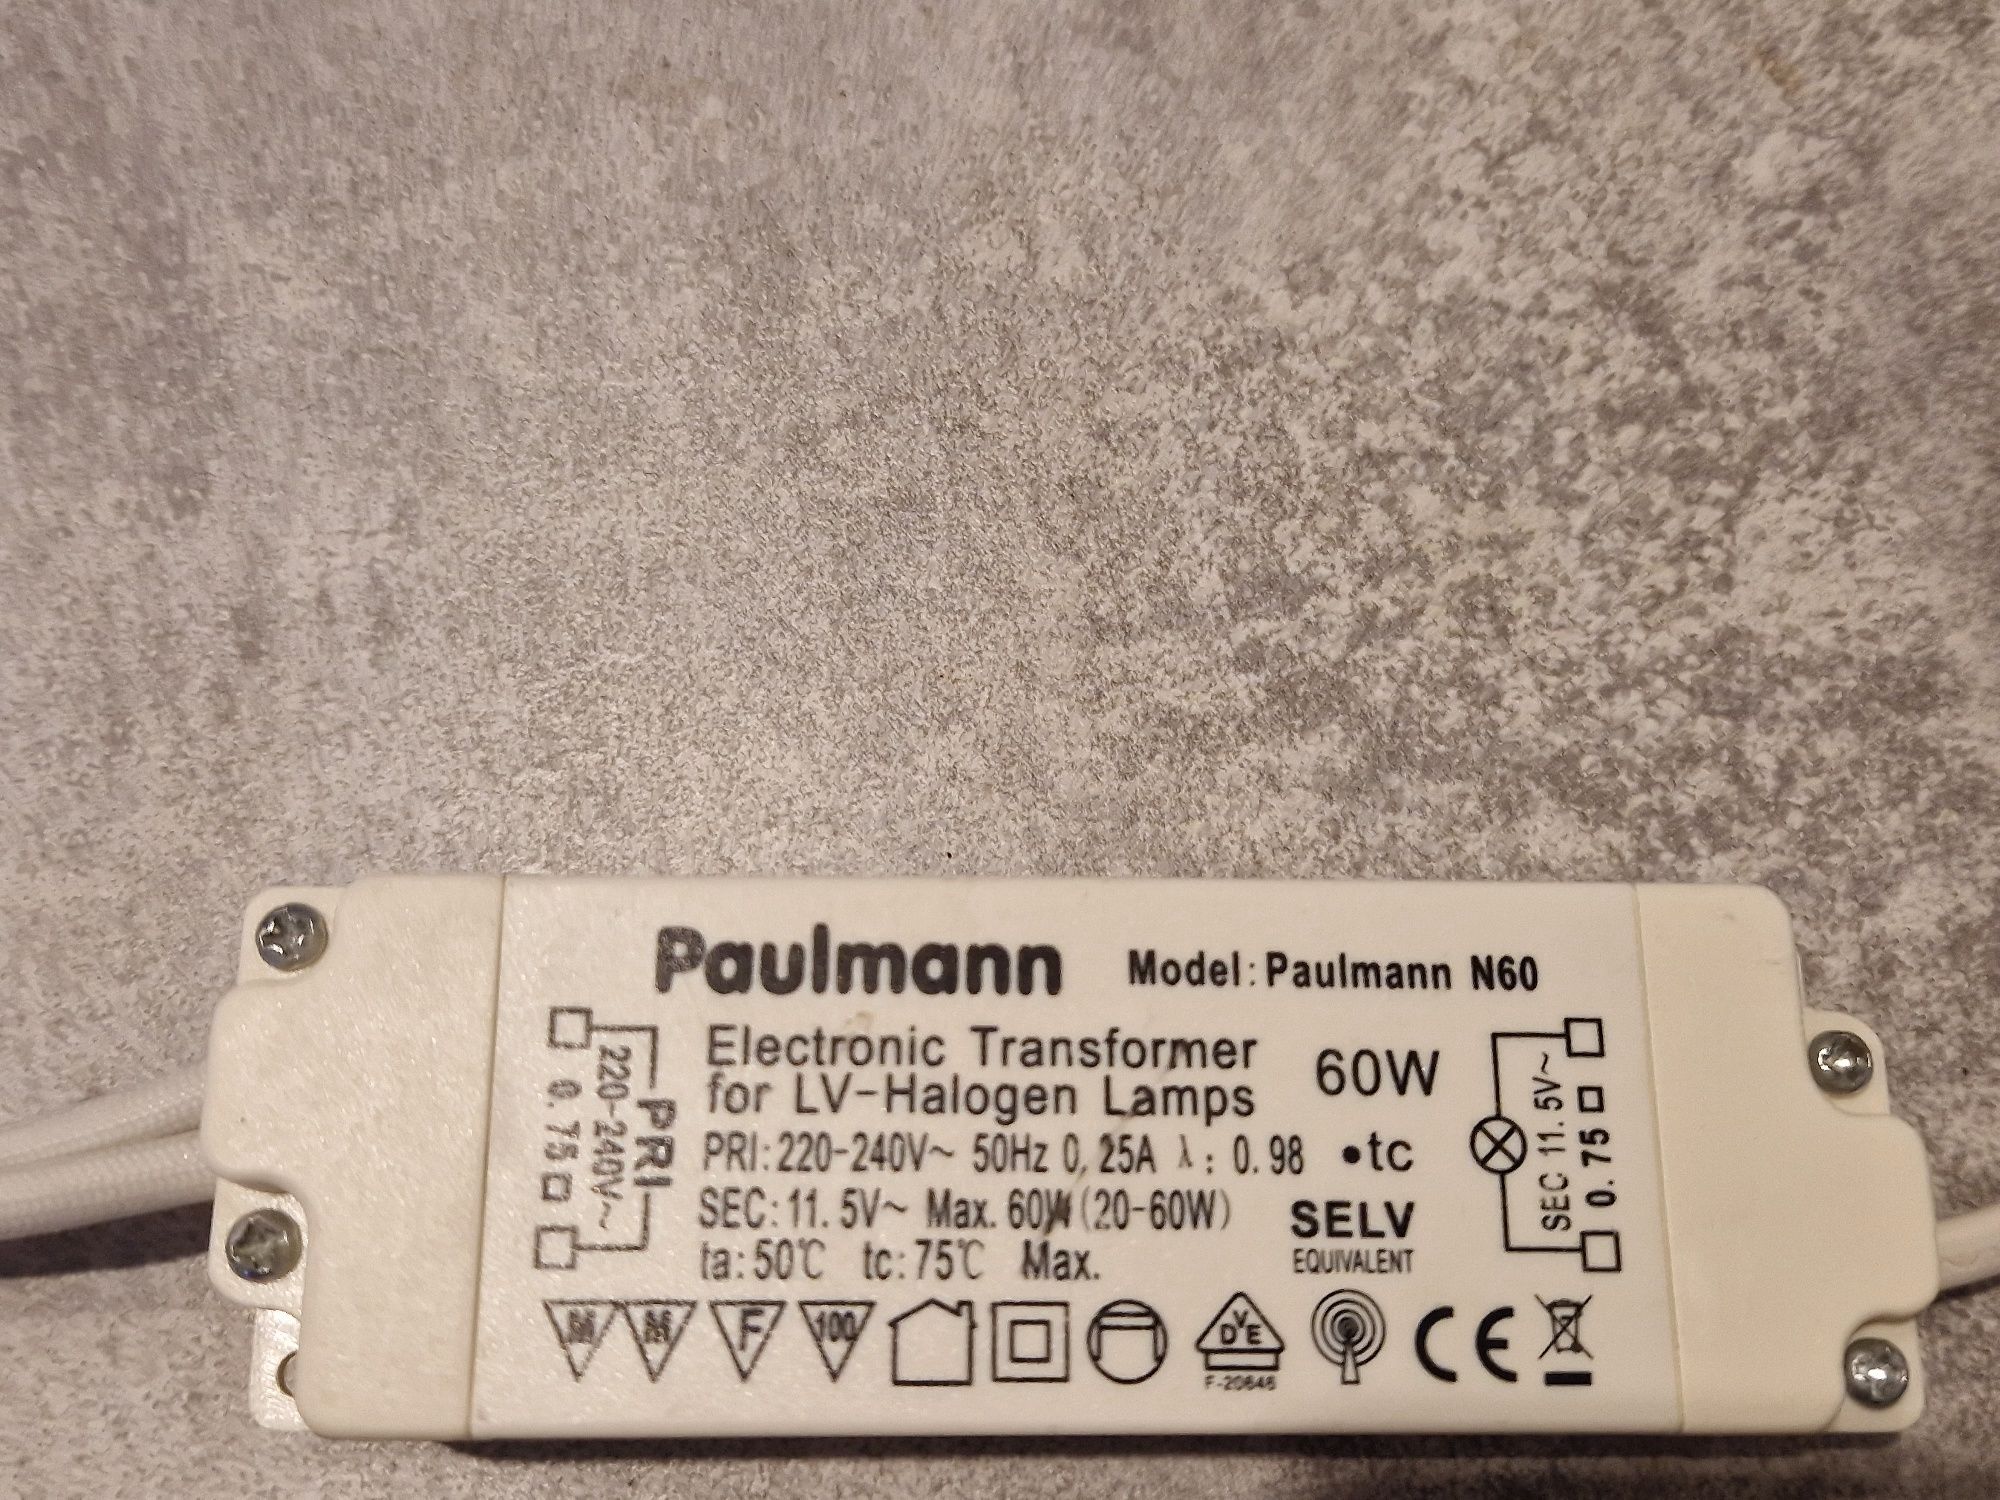 Paulmann Model: Paulmann N60
Electronic Transformer
for LV-Halogen Lamps
60W
PRI: 220-240V~ 50Hz 0,25A λ: 0.98
•tc
SEC: 11.5V~ Max. 60W (20-60W)
SELV
EQUIVALENT
ta: 50℃ tc: 75℃ Max.
PRI
220-240V~
0.75
SEC 11.5V~
0.75
M M F 100
DVE
F-20646
CE